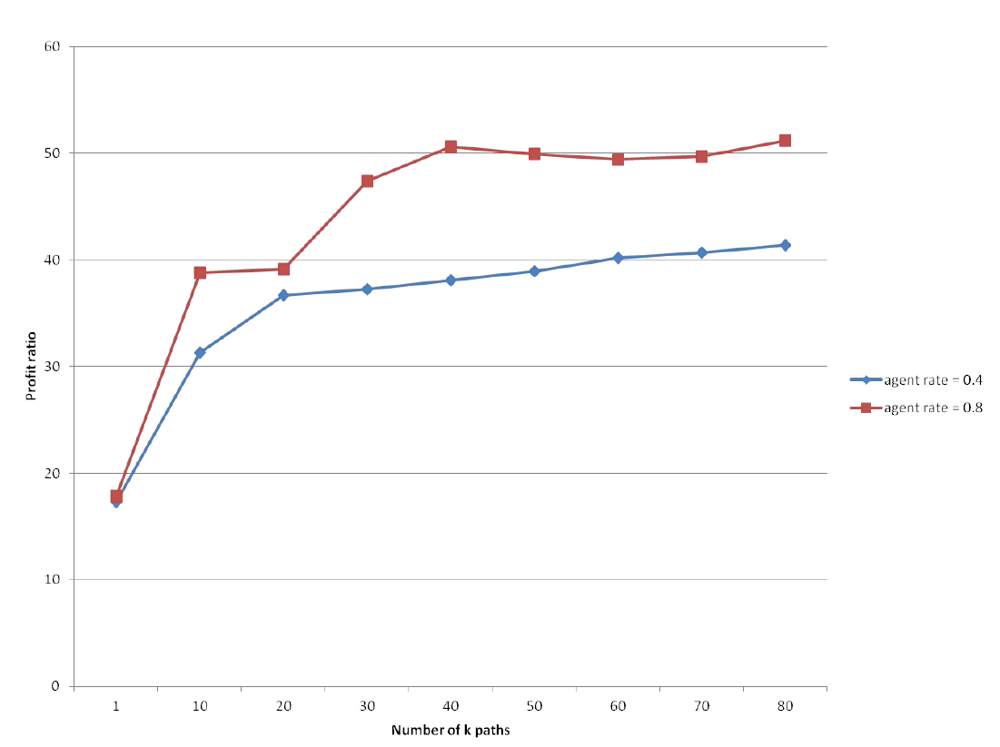 60
50
40
30
20
10
0
Profit ratio
1 10 20 30 40 50 60 70 80
Number of k paths
agent rate = 0.4
agent rate = 0.8